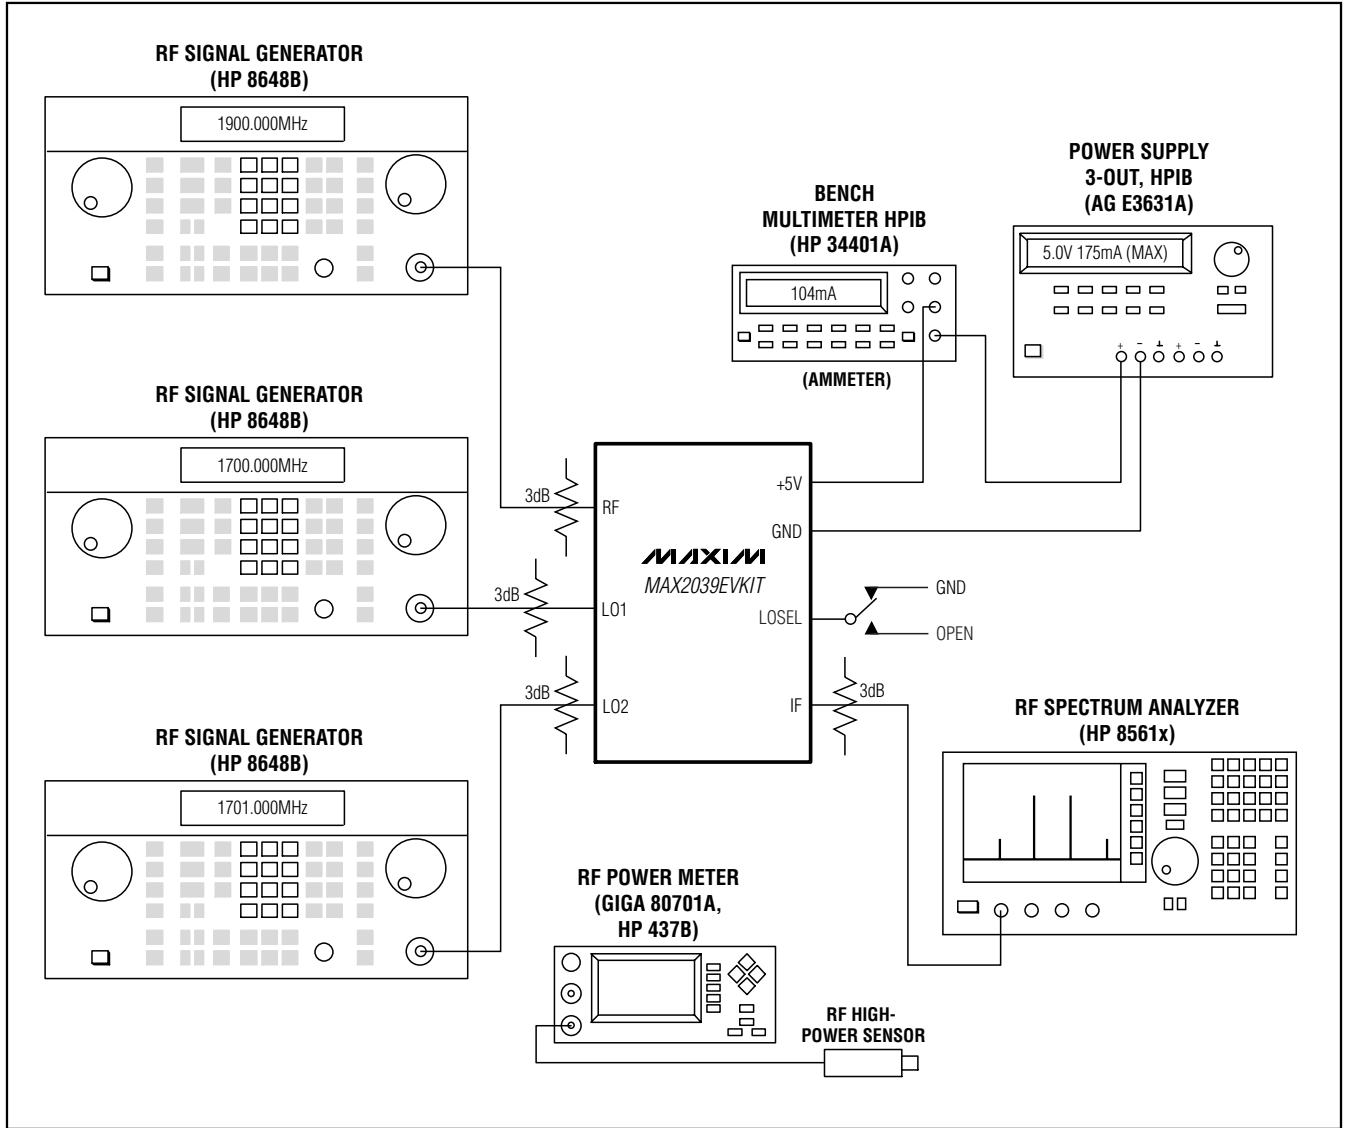 RF SIGNAL GENERATOR
(HP 8648B)
1900.000MHz
POWER SUPPLY
3-OUT, HPIB
(AG E3631A)
5.0V 175mA (MAX)
+ - ⊥ + - ⊥
BENCH
MULTIMETER HPIB
(HP 34401A)
104mA
(AMMETER)
RF SIGNAL GENERATOR
(HP 8648B)
1700.000MHz
3dB
RF
3dB
LO1
3dB
LO2
MAXIM
MAX2039EVKIT
+5V
GND
LOSEL
IF
GND
OPEN
3dB
RF SIGNAL GENERATOR
(HP 8648B)
1701.000MHz
RF SPECTRUM ANALYZER
(HP 8561x)
RF POWER METER
(GIGA 80701A,
HP 437B)
RF HIGH-
POWER SENSOR